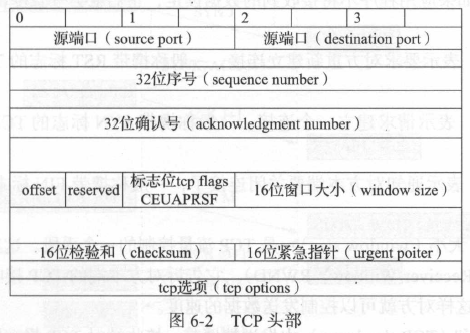 0 1 2 3
源端口（source port） 源端口（destination port）
32位序号（sequence number）
32位确认号（acknowledgment number）
offset reserved 标志位tcp flags CEUAPRSF 16位窗口大小（window size）
16位检验和（checksum） 16位紧急指针（urgent poiter）
tcp选项（tcp options）
图 6-2 TCP 头部